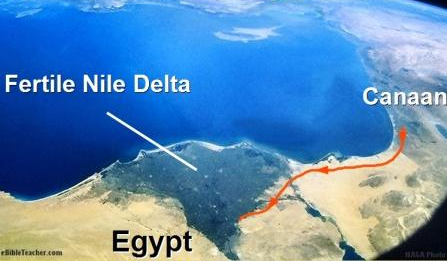 Fertile Nile Delta
Canaan
Egypt
eBibleTeacher.com
©NASA Photo